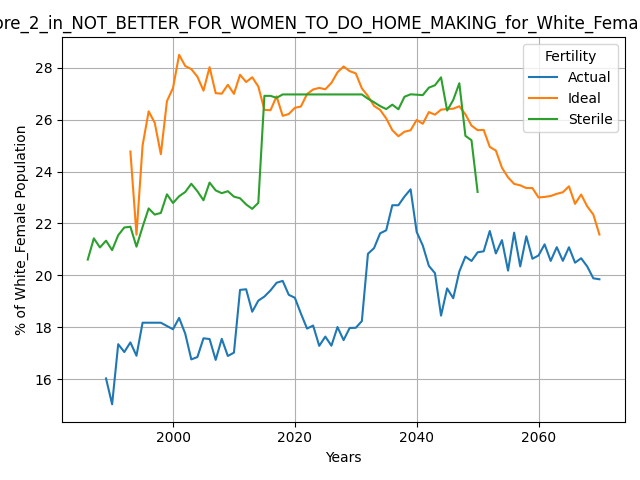 ore_2_in_NOT_BETTER_FOR_WOMEN_TO_DO_HOME_MAKING_for_White_Fema
Fertility
Actual
Ideal
Sterile
% of White_Female Population
28
26
24
22
20
18
16
2000
2020
2040
2060
Years